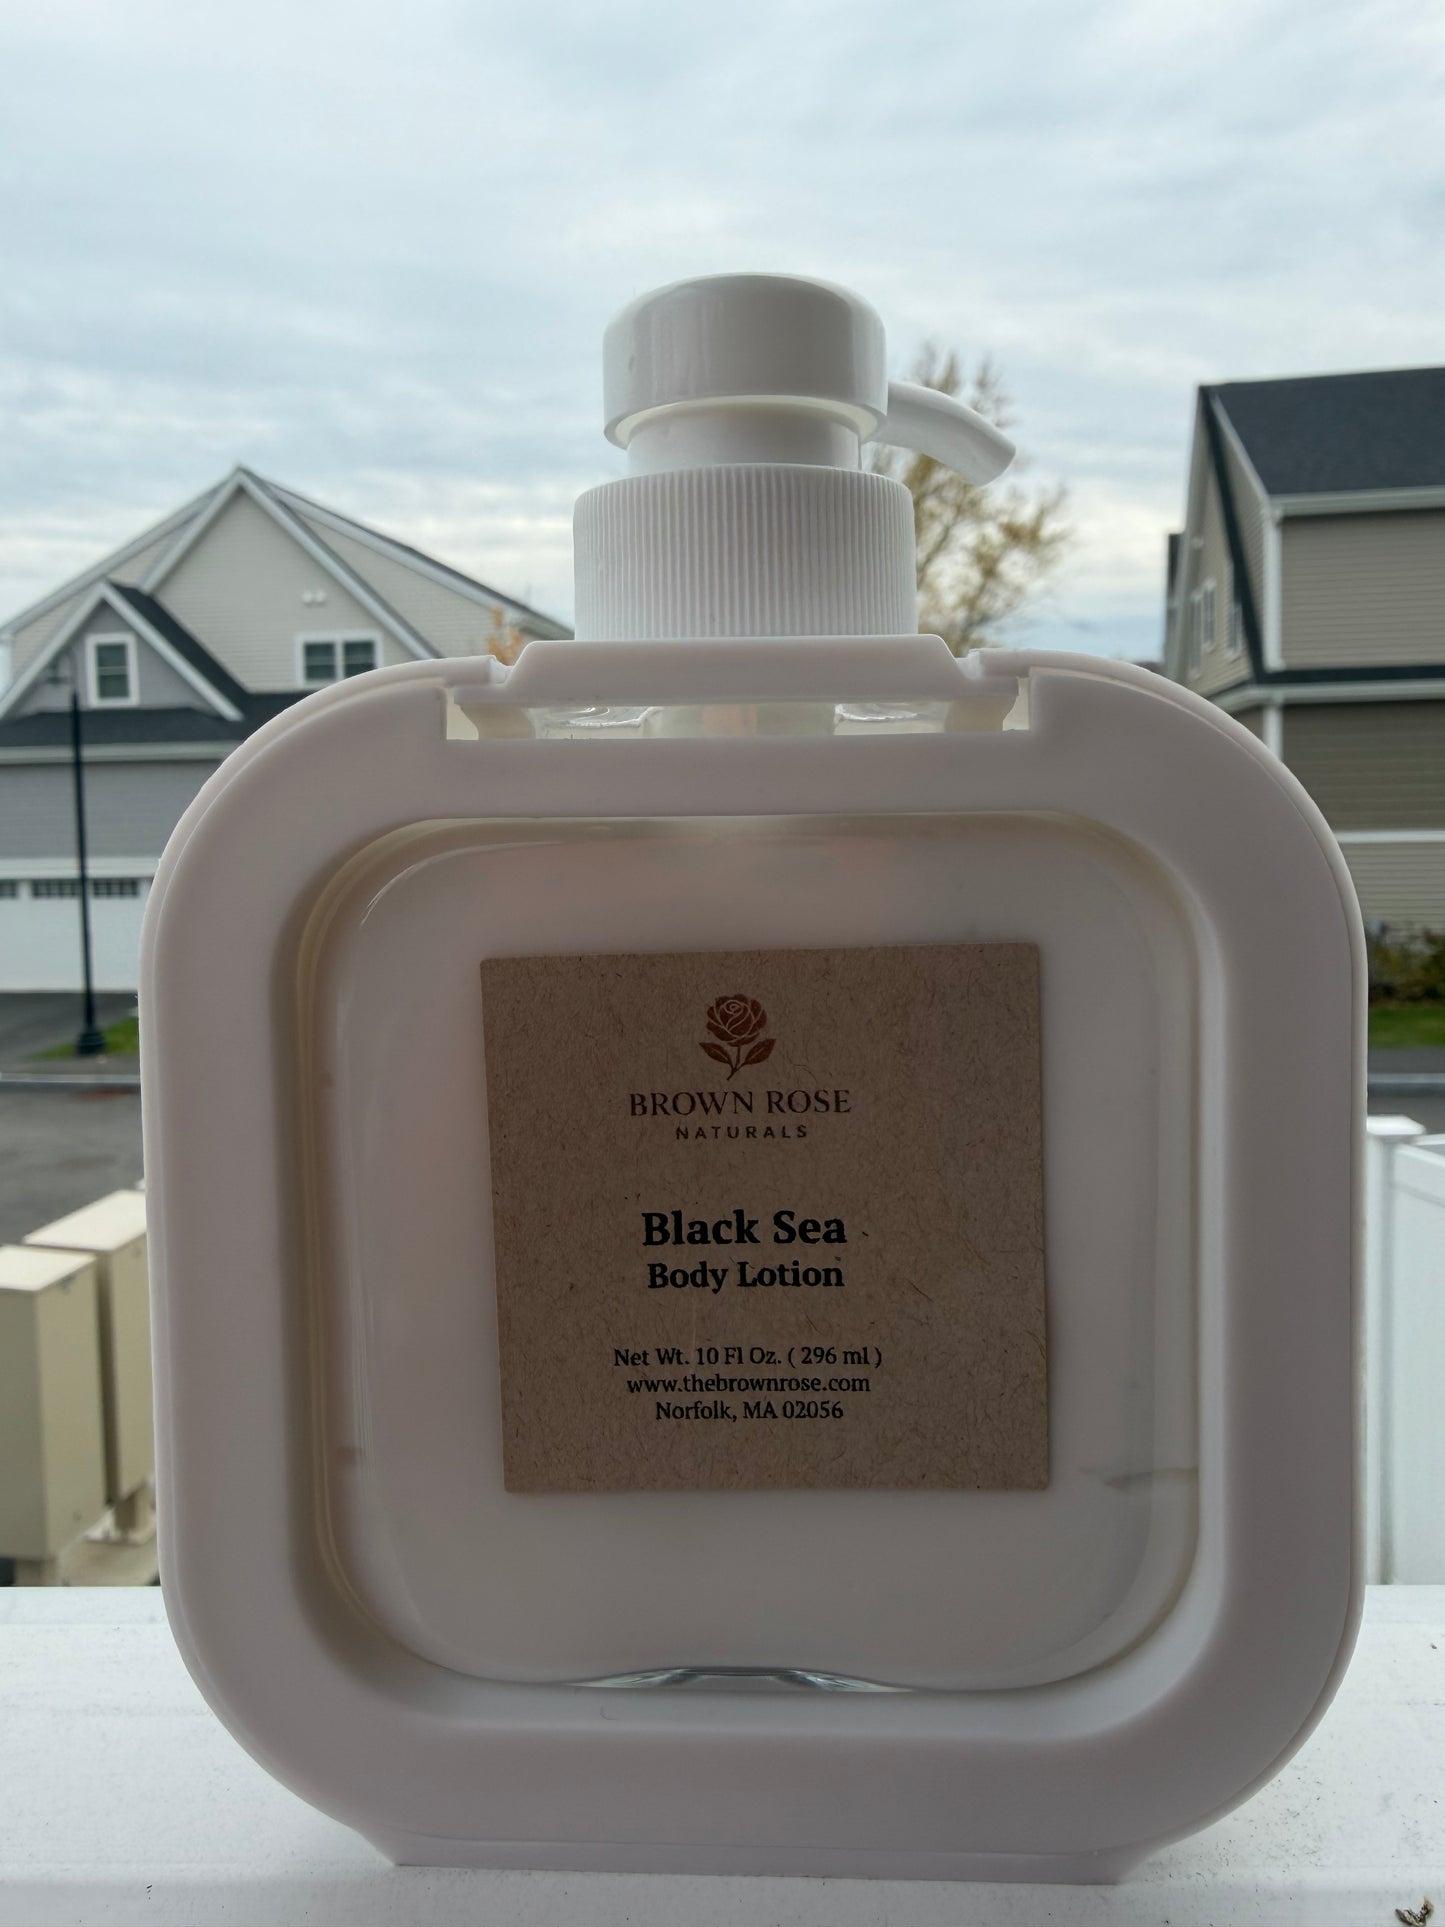 BROWN ROSE
NATURALS
Black Sea
Body Lotion
Net Wt. 10 Fl Oz. ( 296 ml )
www.thebrownrose.com
Norfolk, MA 02056